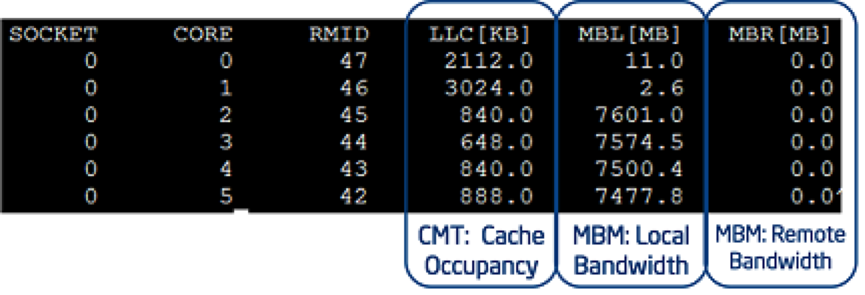 SOCKET CORE RMID LLC[KB] MBL[MB] MBR[MB]
0 0 47 2112.0 11.0 0.0
0 1 46 3024.0 2.6 0.0
0 2 45 840.0 7601.0 0.0
0 3 44 648.0 7574.5 0.0
0 4 43 840.0 7500.4 0.0
0 5 42 888.0 7477.8 0.0
CMT: Cache
Occupancy
MBM: Local
Bandwidth
MBM: Remote
Bandwidth